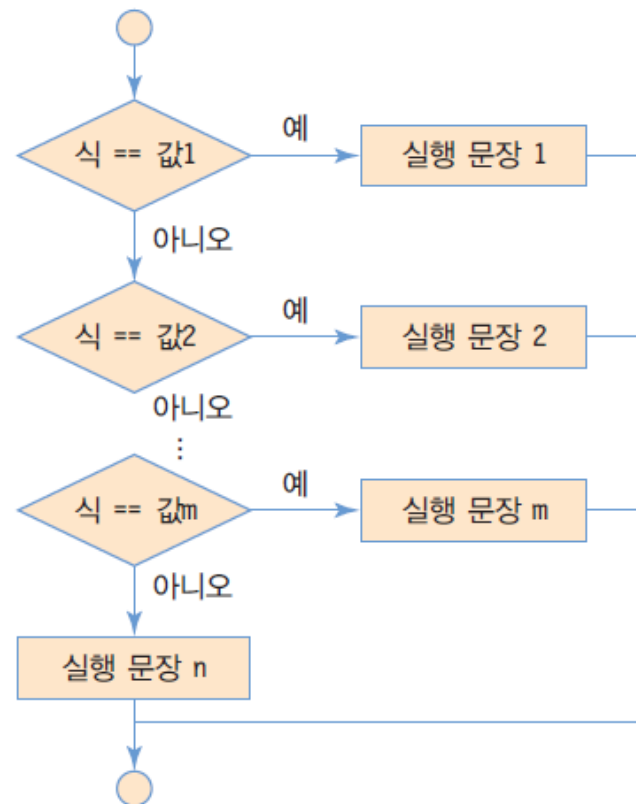 식 == 값1
예
실행 문장 1
아니오
식 == 값2
예
실행 문장 2
아니오
⋮
식 == 값m
예
실행 문장 m
아니오
실행 문장 n